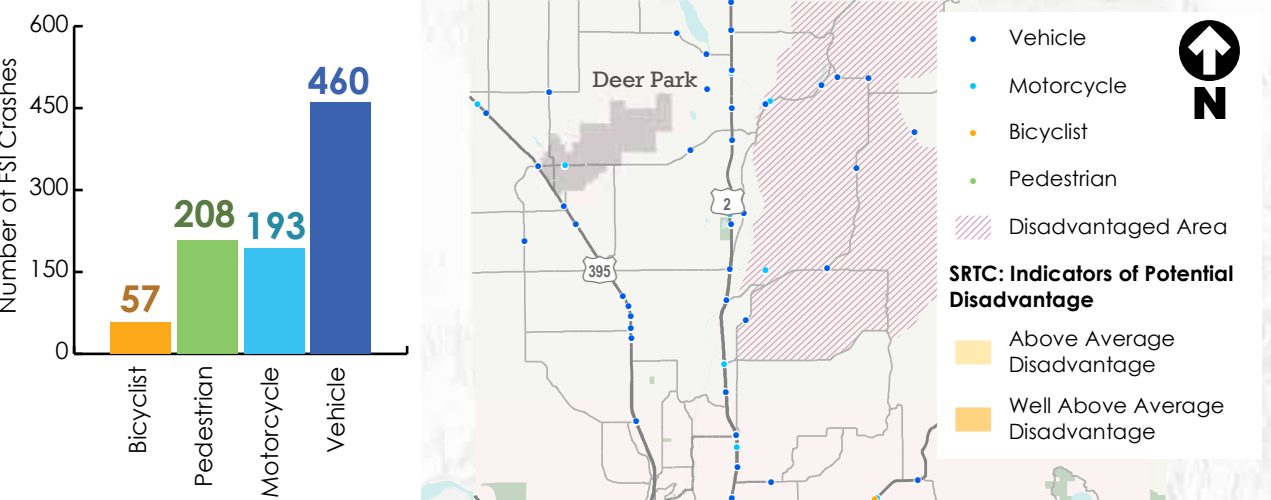 Number of FSI Crashes
600
450
300
150
0
57
208
193
460
Bicyclist
Pedestrian
Motorcycle
Vehicle
Deer Park
2
395
Vehicle
Motorcycle
Bicyclist
Pedestrian
Disadvantaged Area
SRTC: Indicators of Potential
Disadvantage
Above Average
Disadvantage
Well Above Average
Disadvantage
N